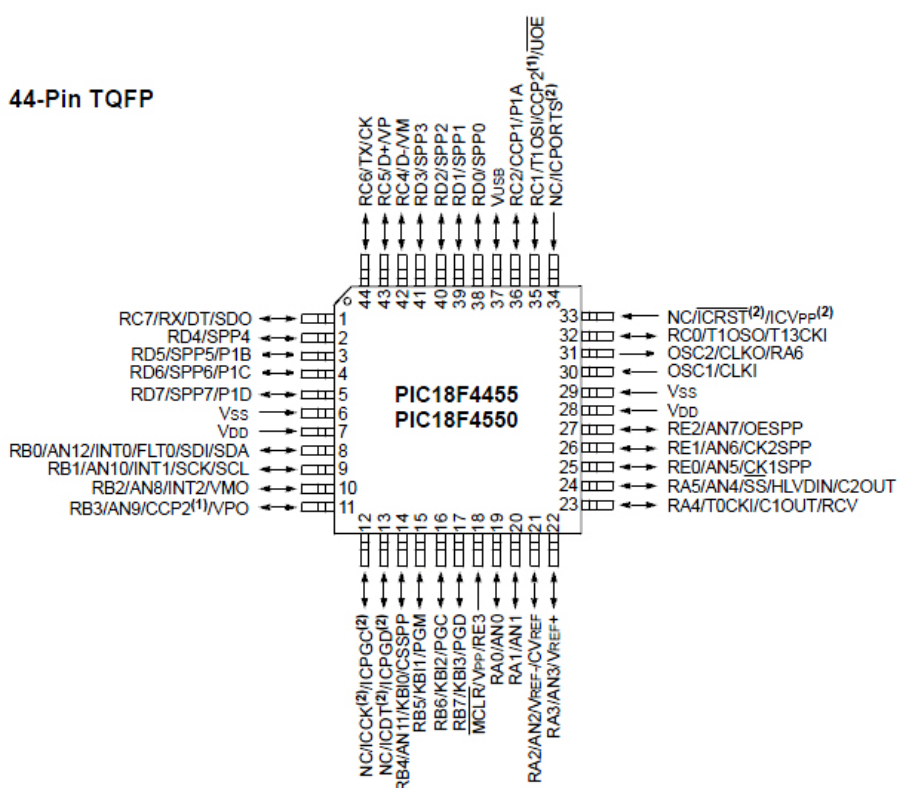 44-Pin TQFP
RC6/TX/CK
RC5/D+/VP
RC4/D-/VM
RD3/SPP3
RD2/SPP2
RD1/SPP1
RD0/SPP0
VUSB
RC2/CCP1/P1A
RC1/T1OSI/CCP2(1)/UOE
NC/ICPORTS(2)
44
43
42
41
40
39
38
37
36
35
34
RC7/RX/DT/SDO 1
RD4/SPP4 2
RD5/SPP5/P1B 3
RD6/SPP6/P1C 4
RD7/SPP7/P1D 5
VSS 6
VDD 7
RB0/AN12/INT0/FLT0/SDI/SDA 8
RB1/AN10/INT1/SCK/SCL 9
RB2/AN8/INT2/VMO 10
RB3/AN9/CCP2(1)/VPO 11
PIC18F4455
PIC18F4550
33 NC/ICRST(2)/ICVPP(2)
32 RC0/T1OSO/T13CKI
31 OSC2/CLKO/RA6
30 OSC1/CLKI
29 VSS
28 VDD
27 RE2/AN7/OESPP
26 RE1/AN6/CK2SPP
25 RE0/AN5/CK1SPP
24 RA5/AN4/SS/HLVDIN/C2OUT
23 RA4/T0CKI/C1OUT/RCV
12
13
14
15
16
17
18
19
20
21
22
NC/ICCK(2)/ICPGC(2)
NC/ICDT(2)/ICPGD(2)
RB4/AN11/KBI0/CSSPP
RB5/KBI1/PGM
RB6/KBI2/PGC
RB7/KBI3/PGD
MCLR/VPP/RE3
RA0/AN0
RA1/AN1
RA2/AN2/VREF-/CVREF
RA3/AN3/VREF+